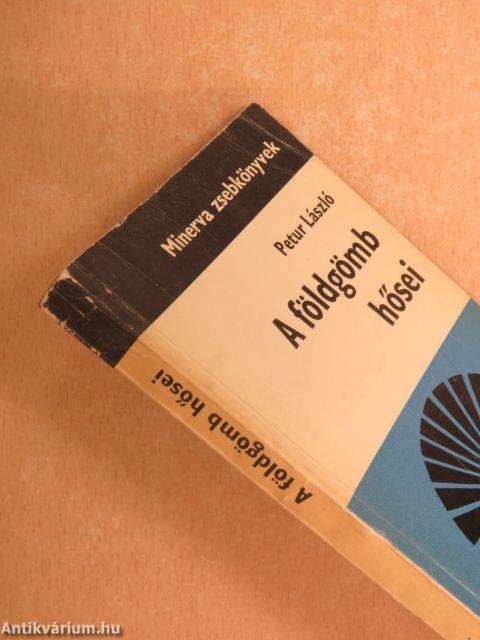 Minerva zsebkönyvek
Petur László
A földgömb
hősei
A földgömb hősei
Antikvárium.hu